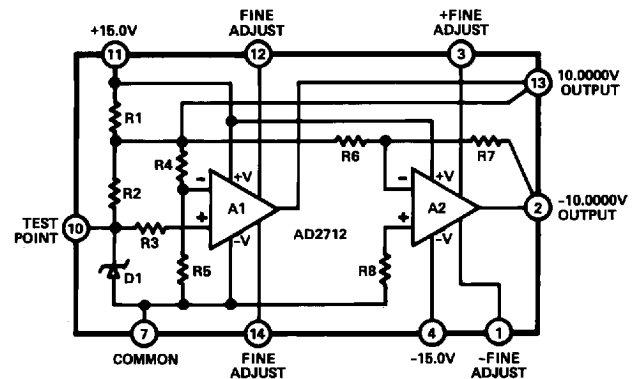 +15.0V
FINE
ADJUST
+FINE
ADJUST
11
12
3
13
10.0000V
OUTPUT
R1
R4
R6
R7
R2
-
+V
A1
+
-V
-
+V
A2
+
-V
2
-10.0000V
OUTPUT
TEST
POINT
10
R3
AD2712
D1
R5
R8
7
14
4
1
COMMON
FINE
ADJUST
-15.0V
~FINE
ADJUST